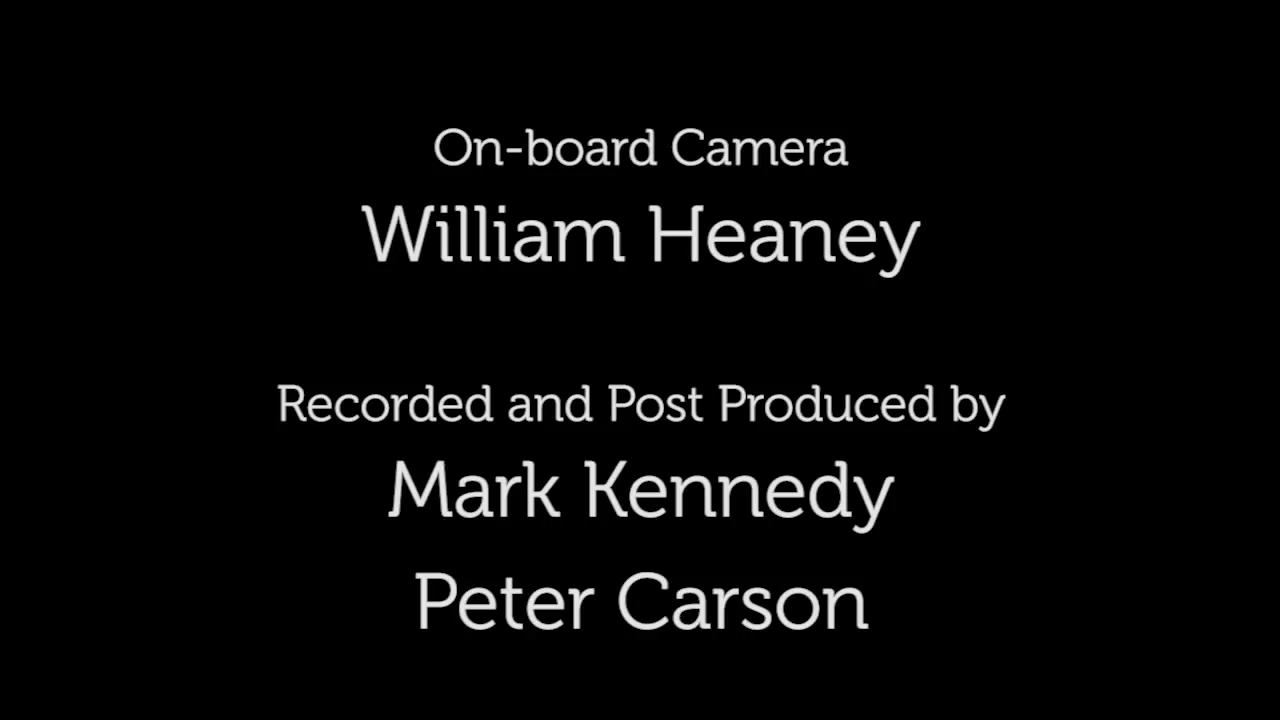 On-board Camera
William Heaney
Recorded and Post Produced by
Mark Kennedy
Peter Carson